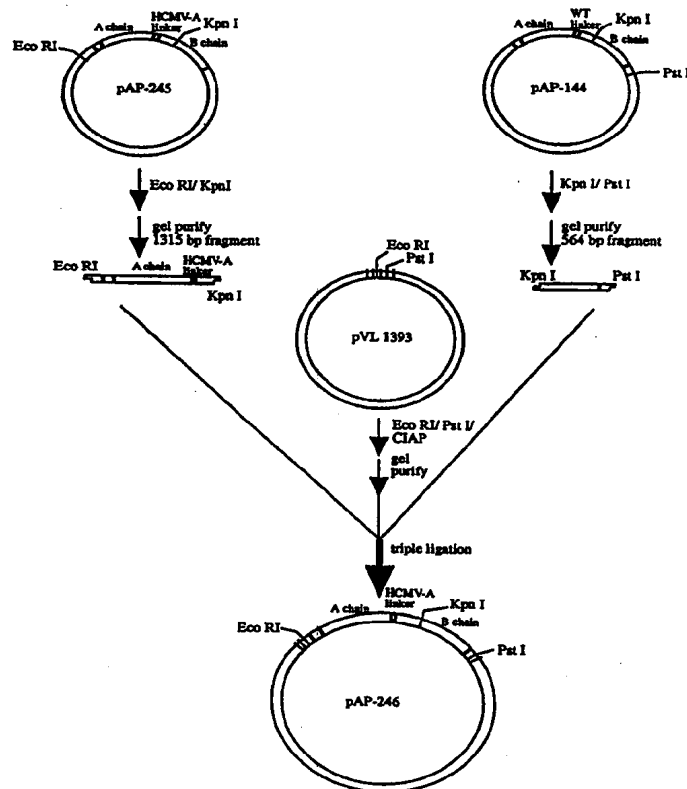 A chain
HCMV-A
linker
Kpn I
B chain
Eco RI
pAP-245
A chain
WT
linker
Kpn I
B chain
Pst I
pAP-144
Eco RI/ KpnI
gel purify
1315 bp fragment
Kpn I/ Pst I
gel purify
564 bp fragment
Eco RI
A chain
HCMV-A
linker
Kpn I
Eco RI
Pst I
pVL 1393
Kpn I
Pst I
Eco RI/ Pst I/
CIAP
gel
purify
triple ligation
A chain
HCMV-A
linker
Kpn I
B chain
Eco RI
Pst I
pAP-246